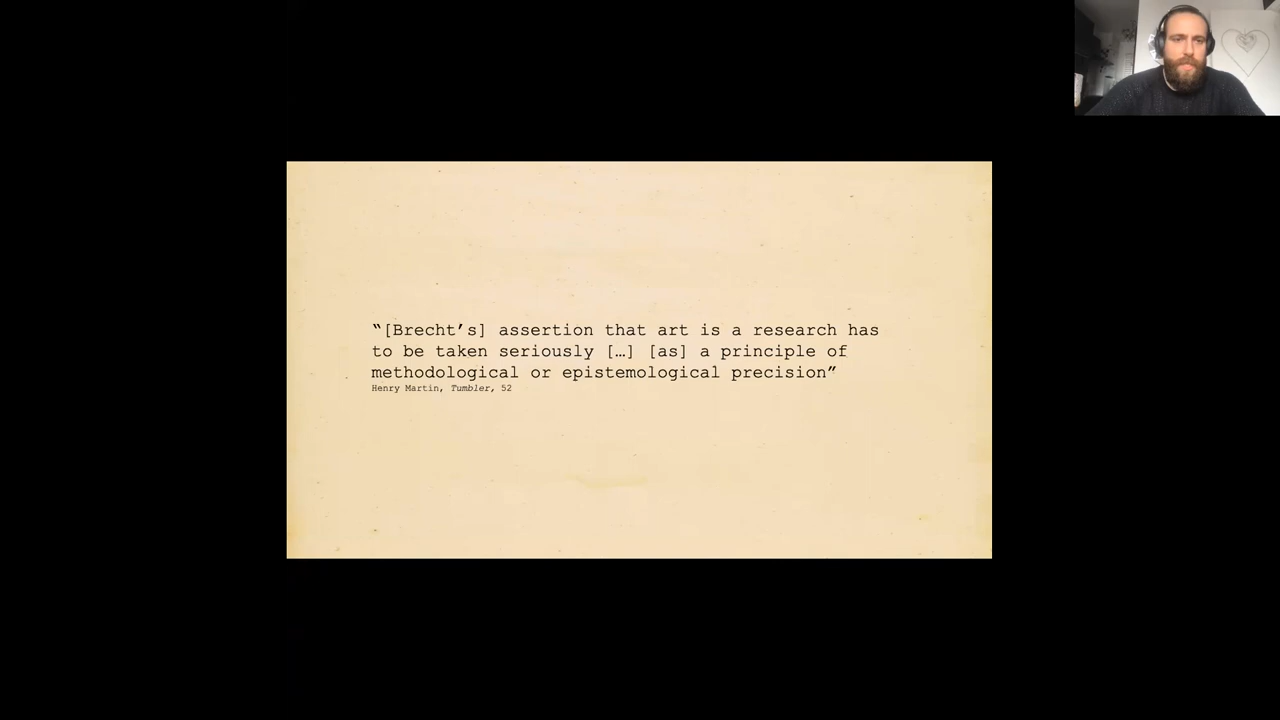 “[Brecht’s] assertion that art is a research has
to be taken seriously […] [as] a principle of
methodological or epistemological precision”
Henry Martin, Tumbler, 52